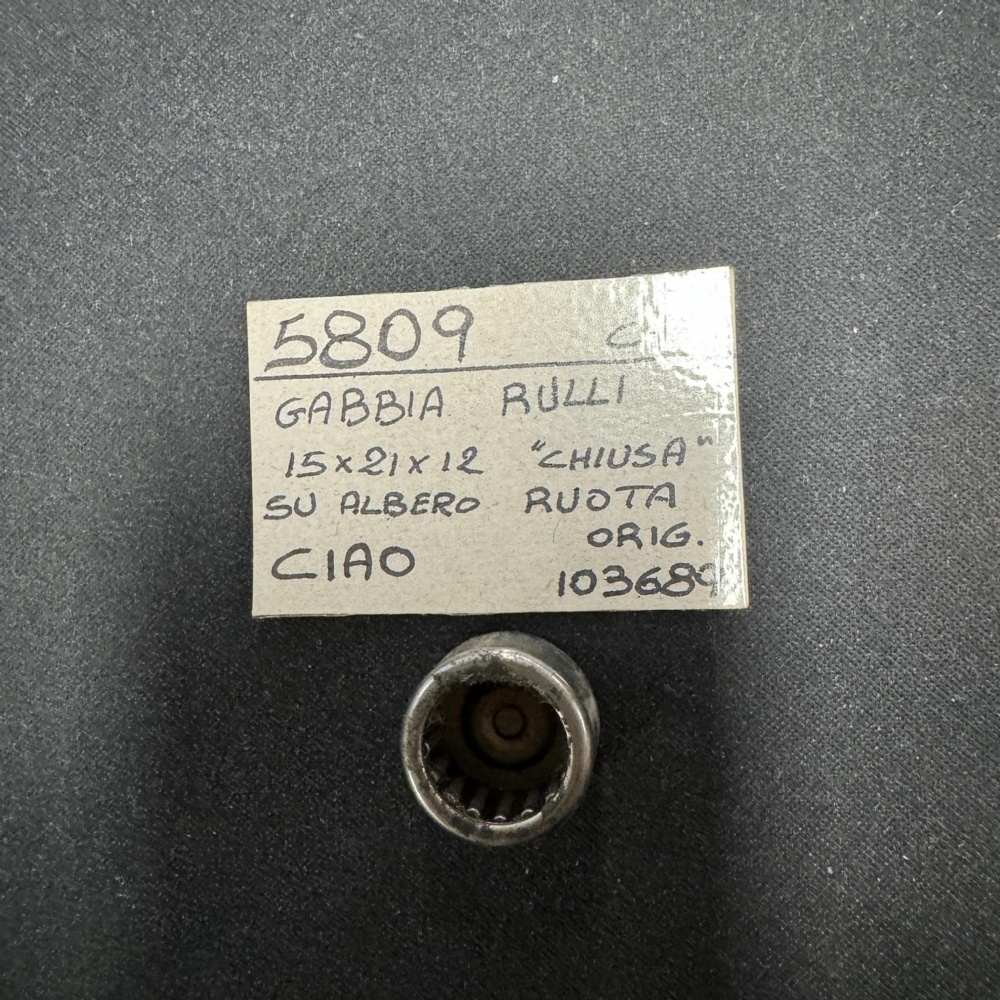 5809 C
GABBIA RULLI
15x21x12 "CHIUSA"
SU ALBERO RUOTA
ORIG.
CIAO 103689